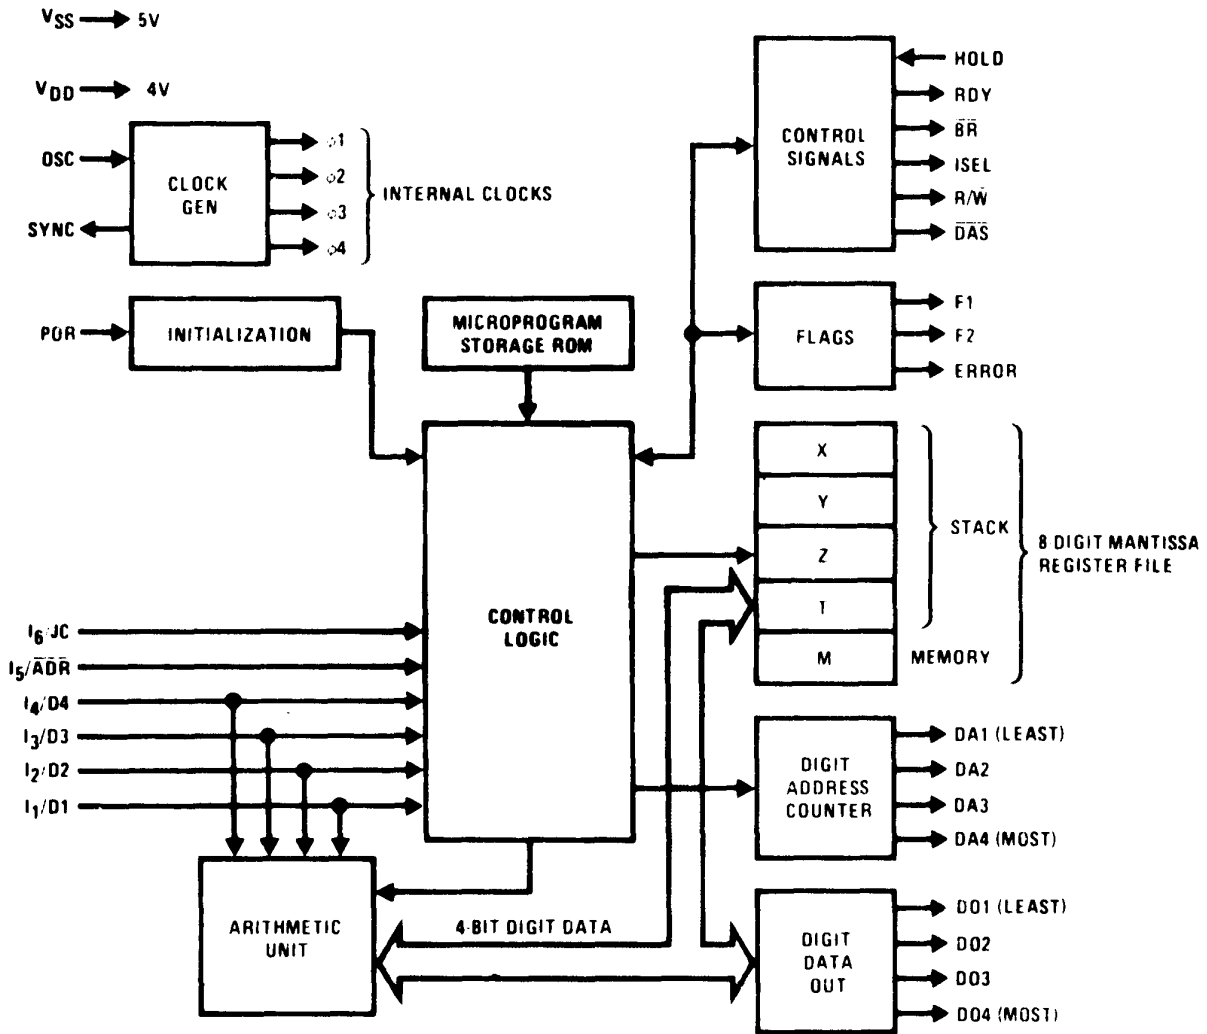 VSS 5V
VDD 4V
OSC
SYNC
CLOCK
GEN
φ1
φ2
φ3
φ4
INTERNAL CLOCKS
POR
INITIALIZATION
MICROPROGRAM
STORAGE ROM
CONTROL
SIGNALS
HOLD
RDY
B̅R̅
ISEL
R/W̅
D̅A̅S̅
FLAGS
F1
F2
ERROR
CONTROL
LOGIC
X
Y
Z
T
M
STACK
MEMORY
8 DIGIT MANTISSA
REGISTER FILE
I6/JC
I5/A̅D̅R̅
I4/D4
I3/D3
I2/D2
I1/D1
ARITHMETIC
UNIT
4-BIT DIGIT DATA
DIGIT
ADDRESS
COUNTER
DA1 (LEAST)
DA2
DA3
DA4 (MOST)
DIGIT
DATA
OUT
DO1 (LEAST)
DO2
DO3
DO4 (MOST)